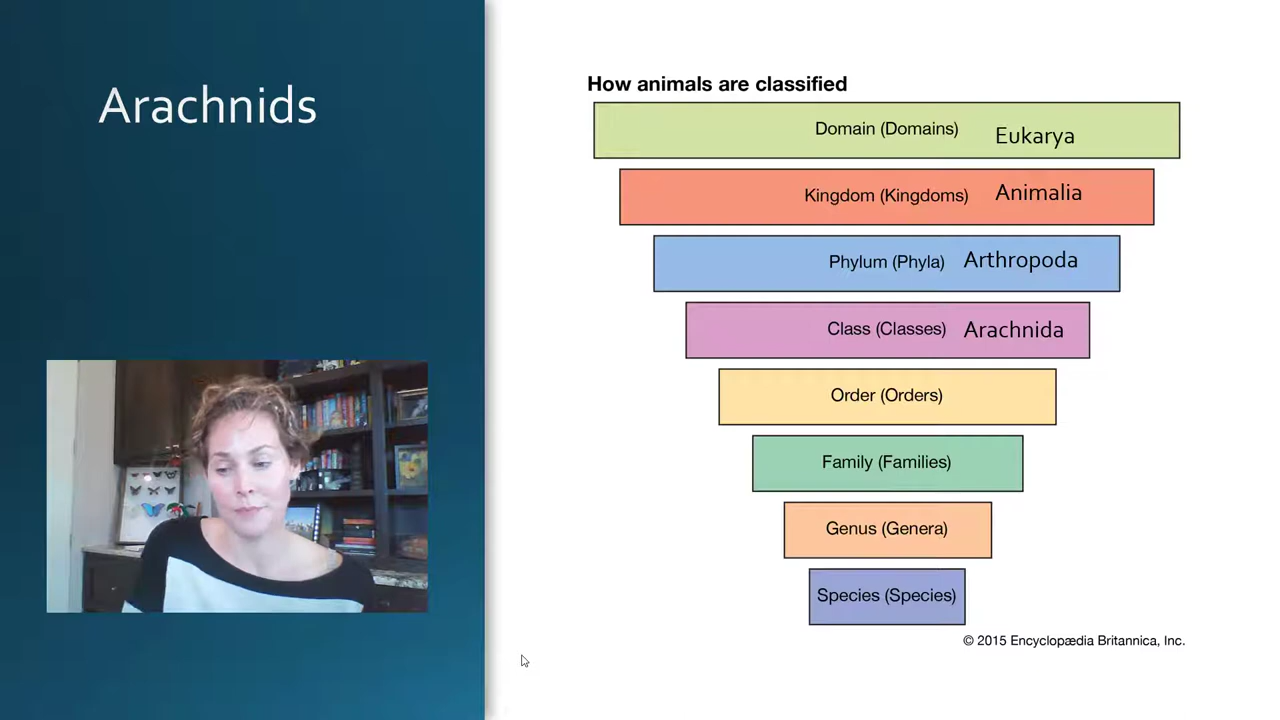 Arachnids
How animals are classified
Domain (Domains) Eukarya
Kingdom (Kingdoms) Animalia
Phylum (Phyla) Arthropoda
Class (Classes) Arachnida
Order (Orders)
Family (Families)
Genus (Genera)
Species (Species)
© 2015 Encyclopædia Britannica, Inc.